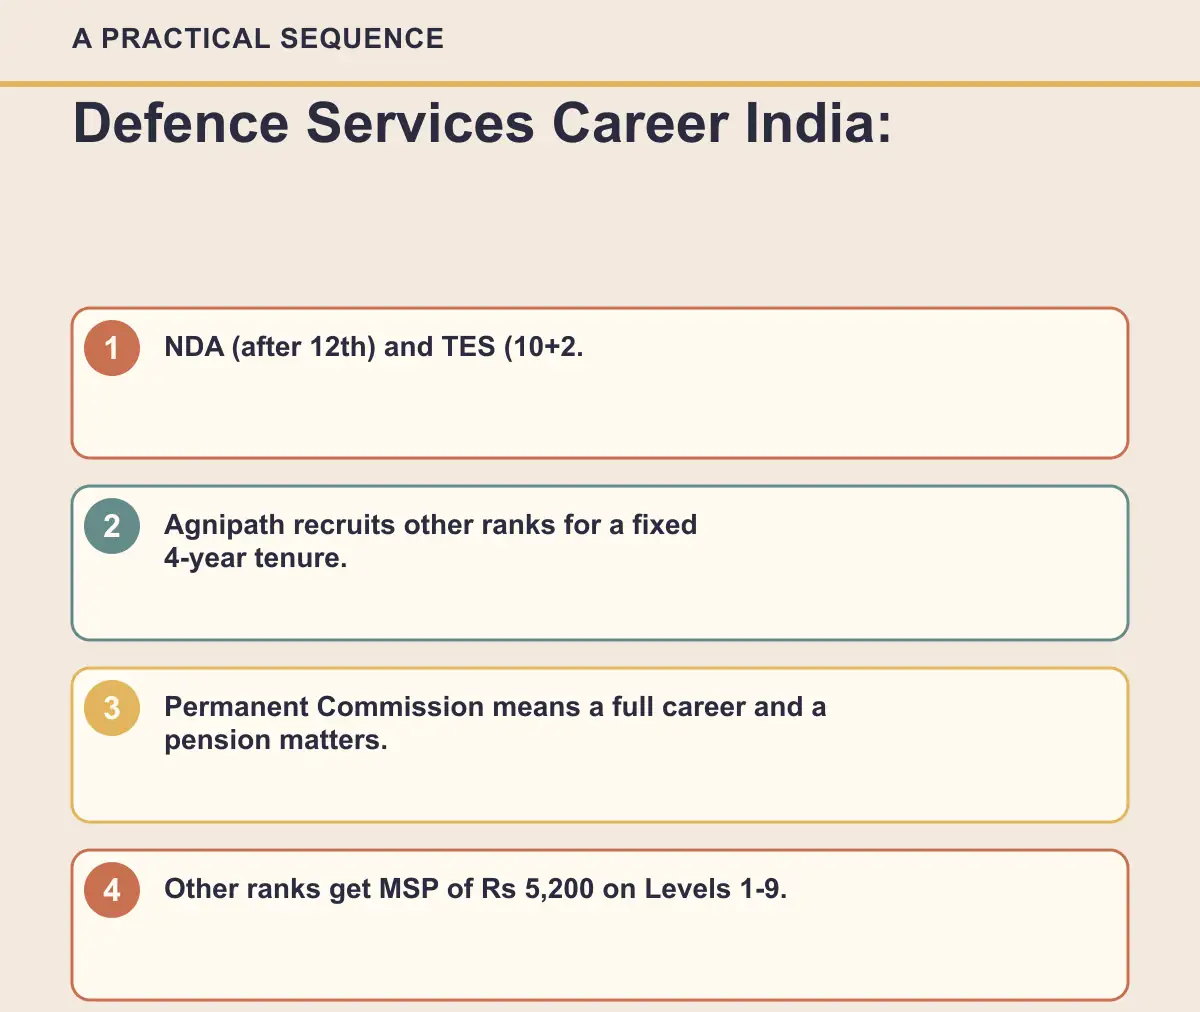 A PRACTICAL SEQUENCE
Defence Services Career India:
1
NDA (after 12th) and TES (10+2.
2
Agnipath recruits other ranks for a fixed
4-year tenure.
3
Permanent Commission means a full career and a
pension matters.
4
Other ranks get MSP of Rs 5,200 on Levels 1-9.